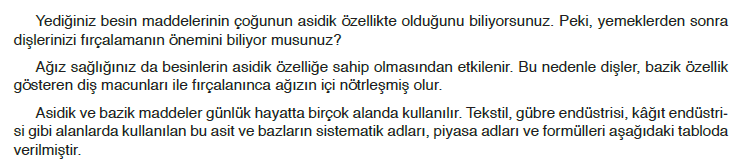 Yediğiniz besin maddelerinin çoğunun asidik özellikte olduğunu biliyorsunuz. Peki, yemeklerden sonra
dişlerinizi fırçalamanın önemini biliyor musunuz?
Ağız sağlığınız da besinlerin asidik özelliğe sahip olmasından etkilenir. Bu nedenle dişler, bazik özellik
gösteren diş macunları ile fırçalanınca ağızın içi nötrleşmiş olur.
Asidik ve bazik maddeler günlük hayatta birçok alanda kullanılır. Tekstil, gübre endüstrisi, kâğıt endüstri-
si gibi alanlarda kullanılan bu asit ve bazların sistematik adları, piyasa adları ve formülleri aşağıdaki tabloda
verilmiştir.